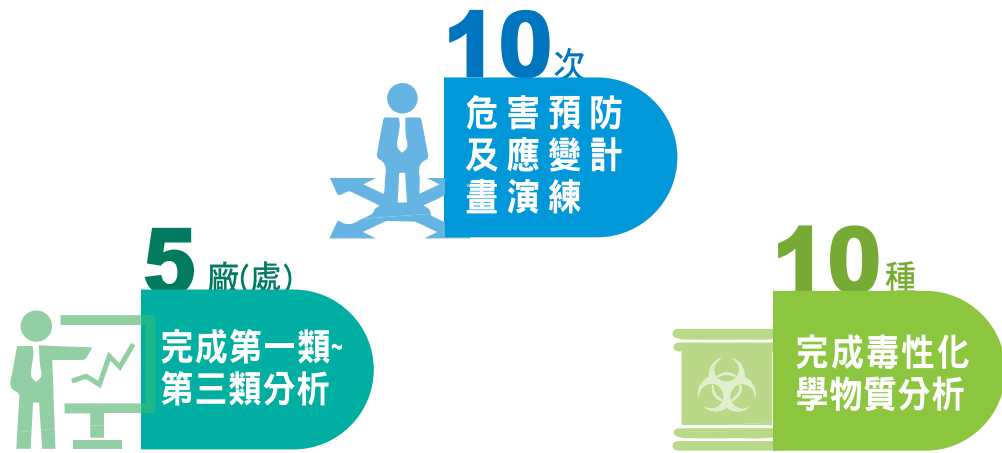 10次
危害預防
及應變計
畫演練
5廠(處)
完成第一類~
第三類分析
10種
完成毒性化
學物質分析